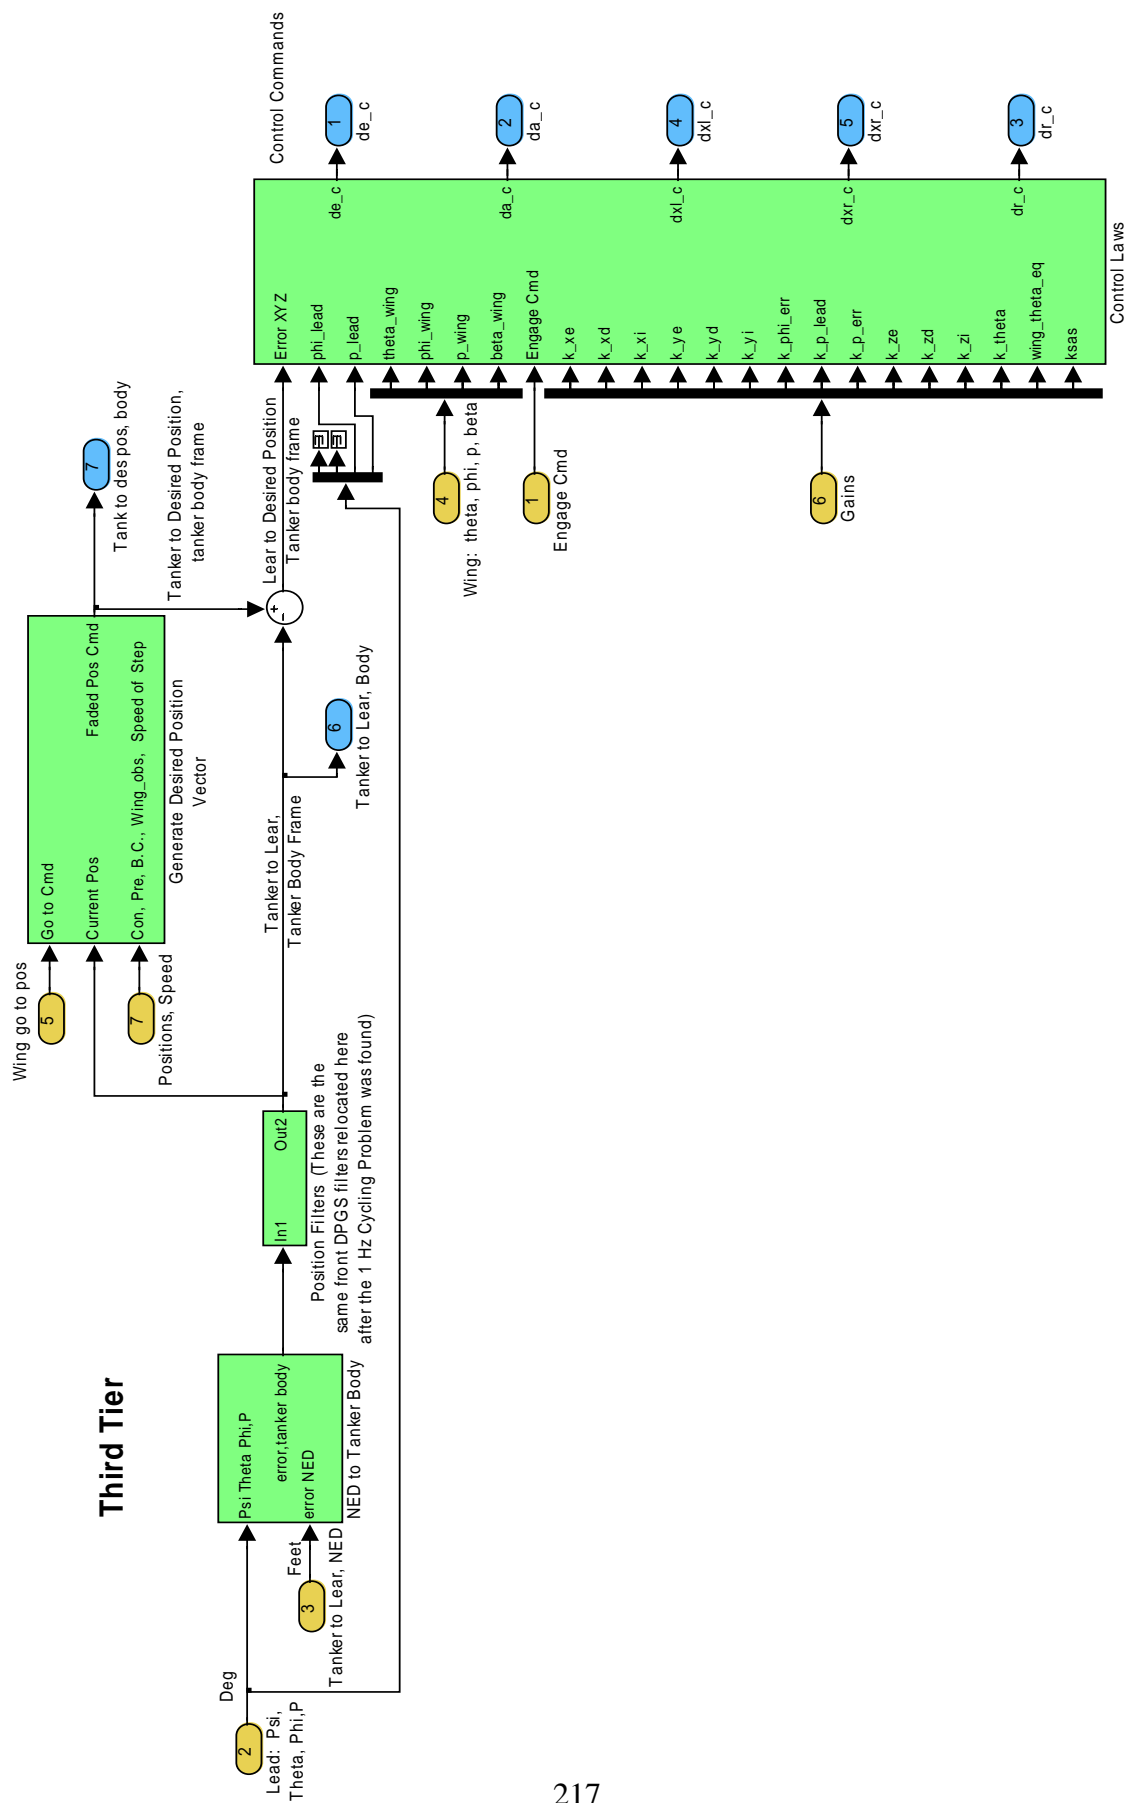 Third Tier
2
Lead: Psi,
Theta, Phi,P
Deg
3
Feet
Tanker to Lear, NED
Psi Theta Phi,P
error,tanker body
error NED
NED to Tanker Body
In1
Out2
Position Filters (These are the
same front DPGS filters relocated here
after the 1 Hz Cycling Problem was found)
Wing go to pos
5
7
Positions, Speed
Go to Cmd
Current Pos
Faded Pos Cmd
Con, Pre, B.C., Wing_obs, Speed of Step
Generate Desired Position
Vector
Tanker to Lear,
Tanker Body Frame
6
Tanker to Lear, Body
7
Tank to des pos, body
Tanker to Desired Position,
tanker body frame
+
-
Lear to Desired Position
Tanker body frame
4
Wing: theta, phi, p, beta
1
Engage Cmd
6
Gains
Error XYZ
phi_lead
p_lead
theta_wing
phi_wing
p_wing
beta_wing
Engage Cmd
k_xe
k_xd
k_xi
k_ye
k_yd
k_yi
k_phi_err
k_p_lead
k_p_err
k_ze
k_zd
k_zi
k_theta
wing_theta_eq
ksas
de_c
da_c
dxl_c
dxr_c
dr_c
Control Laws
Control Commands
1
de_c
2
da_c
4
dxl_c
5
dxr_c
3
dr_c
217